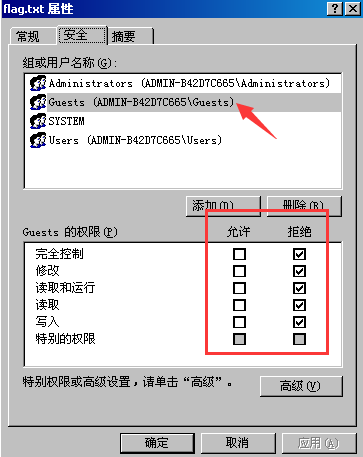 flag.txt 属性
常规 安全 摘要
组或用户名称(G):
Administrators (ADMIN-B42D7C665\Administrators)
Guests (ADMIN-B42D7C665\Guests)
SYSTEM
Users (ADMIN-B42D7C665\Users)
添加(D)... 删除(R)
Guests 的权限(P) 允许 拒绝
完全控制
修改
读取和运行
读取
写入
特别的权限
特别权限或高级设置,请单击“高级”。 高级(V)
确定 取消 应用(A)